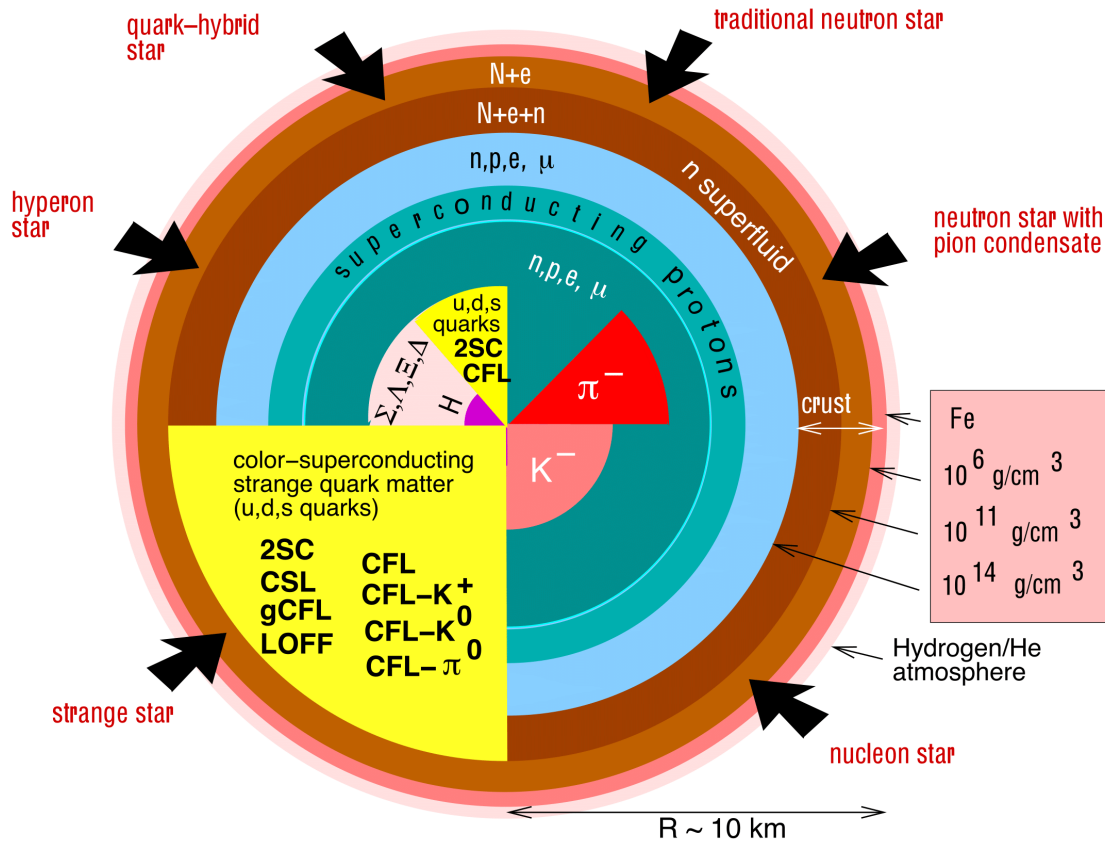 quark–hybrid
star
traditional neutron star
N+e
N+e+n
n,p,e, μ
n superfluid
hyperon
star
neutron star with
pion condensate
superconducting protons
n,p,e, μ
u,d,s
quarks
2SC
CFL
Σ,Λ,Ξ,Δ
H
π⁻
K⁻
crust
Fe
10⁶ g/cm³
10¹¹ g/cm³
10¹⁴ g/cm³
color–superconducting
strange quark matter
(u,d,s quarks)
2SC
CSL
gCFL
LOFF
CFL
CFL–K⁺
CFL–K⁰
CFL–π⁰
Hydrogen/He
atmosphere
strange star
nucleon star
R ~ 10 km